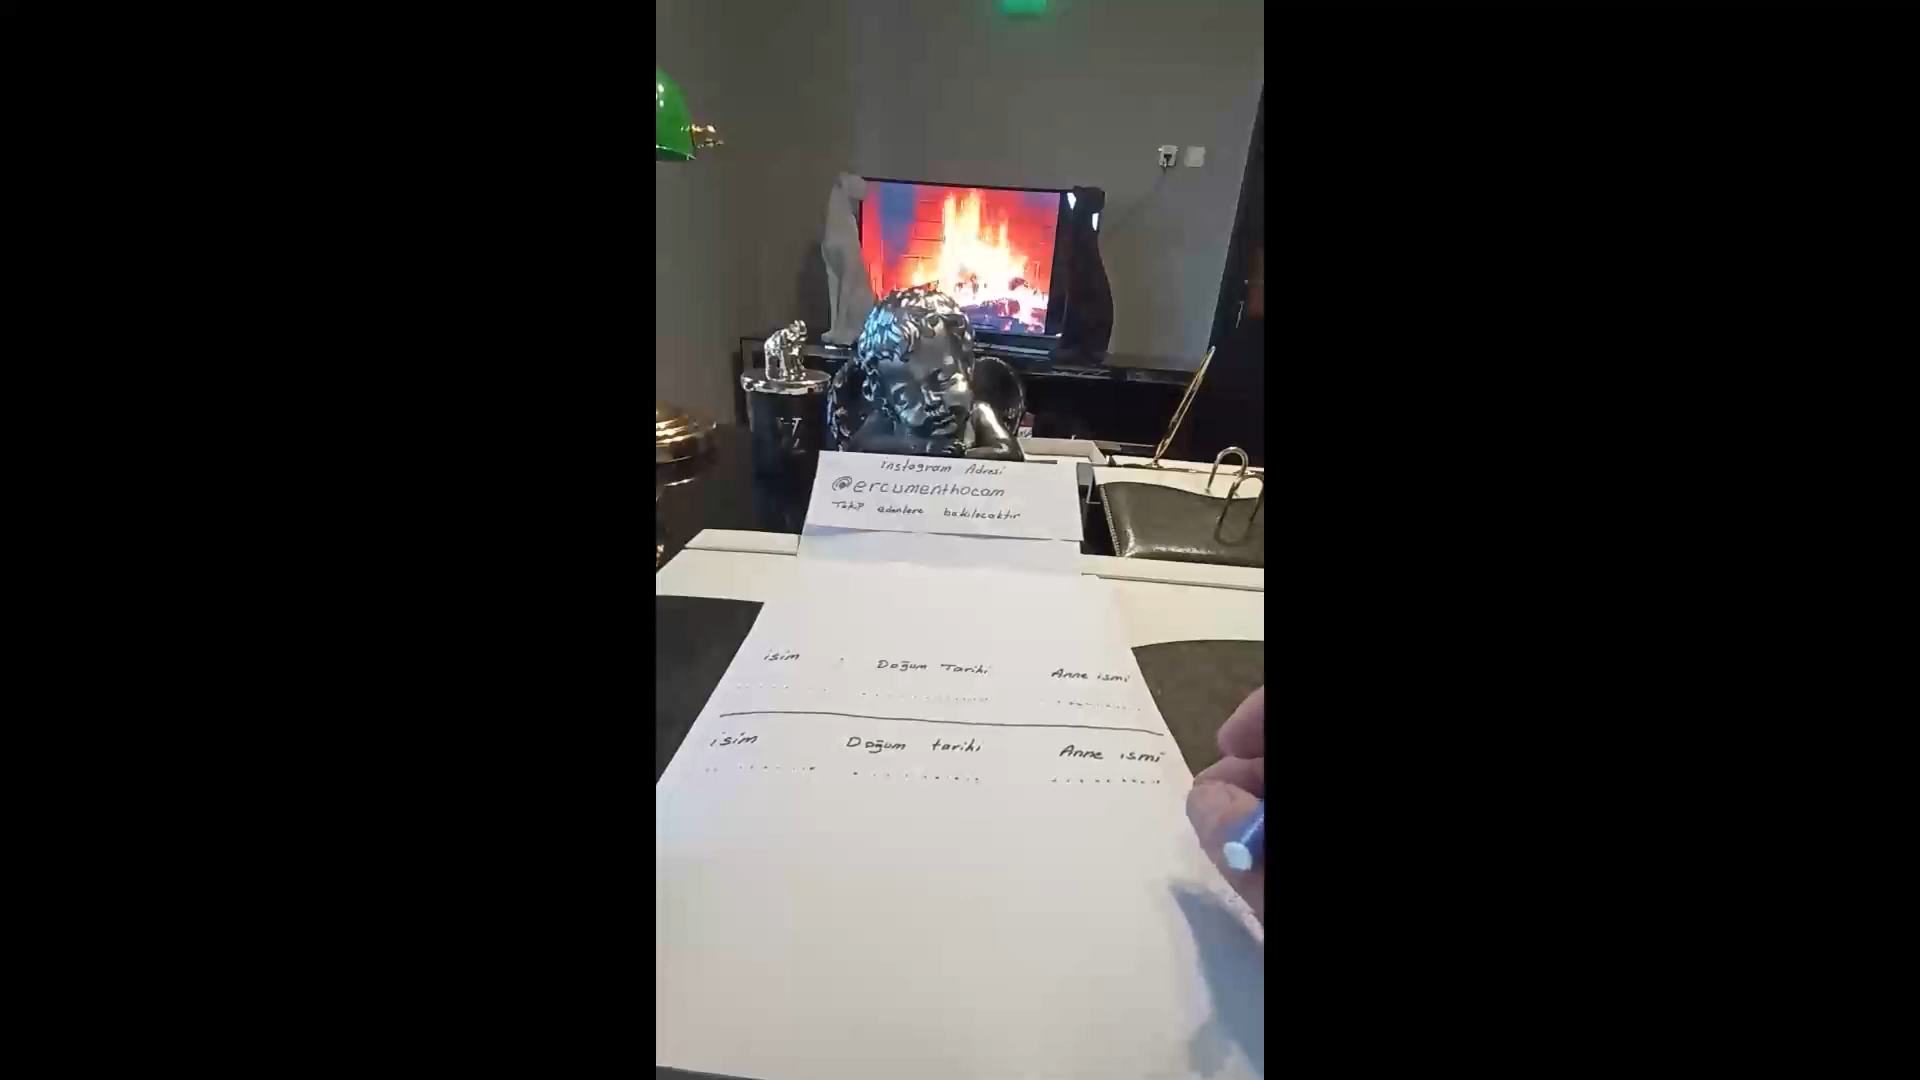 instagram Adresi
@ercumenthocam
Takip edenlere bakılacaktır
isim : Doğum Tarihi Anne ismi
isim Doğum tarihi Anne ismi